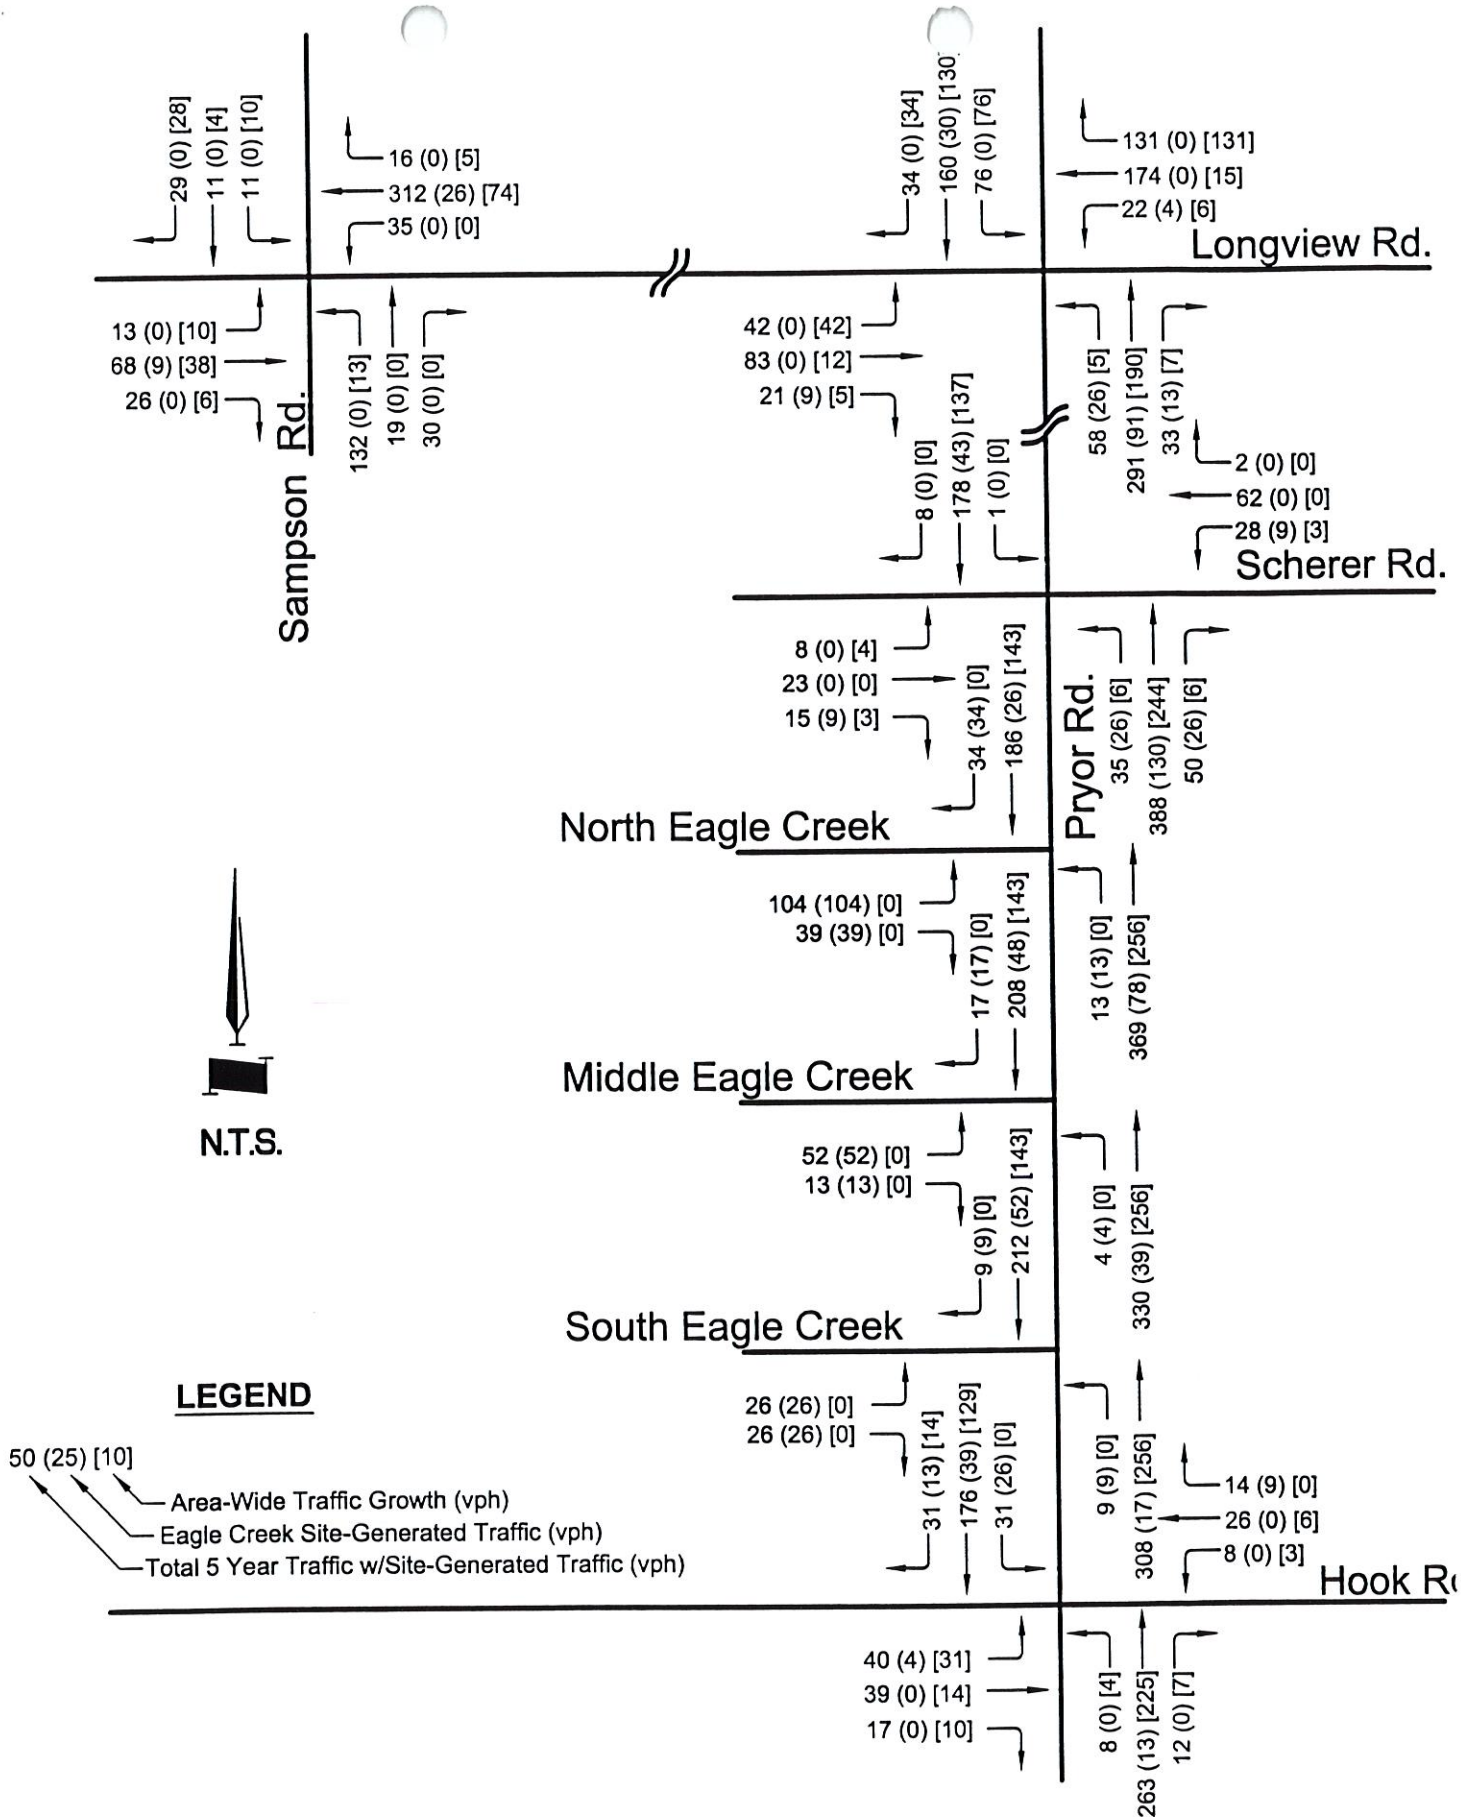 29 (0) [28]
11 (0) [4]
11 (0) [10]
16 (0) [5]
312 (26) [74]
35 (0) [0]
34 (0) [34]
160 (30) [130]
76 (0) [76]
131 (0) [131]
174 (0) [15]
22 (4) [6]
Longview Rd.
13 (0) [10]
68 (9) [38]
26 (0) [6]
Sampson Rd.
132 (0) [13]
19 (0) [0]
30 (0) [0]
42 (0) [42]
83 (0) [12]
21 (9) [5]
58 (26) [5]
291 (91) [190]
33 (13) [7]
8 (0) [0]
178 (43) [137]
1 (0) [0]
2 (0) [0]
62 (0) [0]
28 (9) [3]
Scherer Rd.
8 (0) [4]
23 (0) [0]
15 (9) [3]
34 (34) [0]
186 (26) [143]
Pryor Rd.
35 (26) [6]
388 (130) [244]
50 (26) [6]
North Eagle Creek
104 (104) [0]
39 (39) [0]
17 (17) [0]
208 (48) [143]
13 (13) [0]
369 (78) [256]
Middle Eagle Creek
N.T.S.
52 (52) [0]
13 (13) [0]
9 (9) [0]
212 (52) [143]
4 (4) [0]
330 (39) [256]
South Eagle Creek
26 (26) [0]
26 (26) [0]
31 (13) [14]
176 (39) [129]
31 (26) [0]
9 (9) [0]
308 (17) [256]
14 (9) [0]
26 (0) [6]
8 (0) [3]
Hook
LEGEND
50 (25) [10]
Area-Wide Traffic Growth (vph)
Eagle Creek Site-Generated Traffic (vph)
Total 5 Year Traffic w/Site-Generated Traffic (vph)
40 (4) [31]
39 (0) [14]
17 (0) [10]
8 (0) [4]
263 (13) [225]
12 (0) [7]